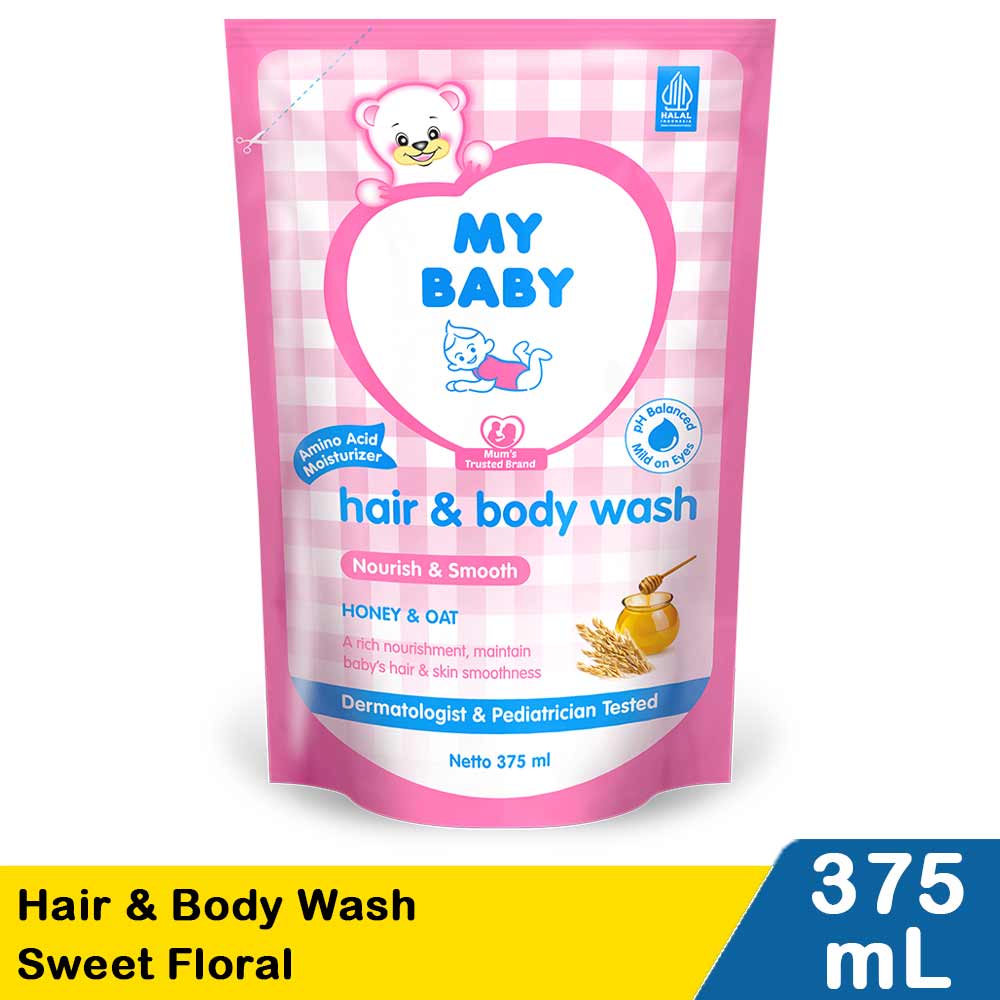 HALAL
INDONESIA
MY
BABY
Mum's
Trusted Brand
Amino Acid
Moisturizer
pH Balanced
Mild on Eyes
hair & body wash
Nourish & Smooth
HONEY & OAT
A rich nourishment, maintain
baby's hair & skin smoothness
Dermatologist & Pediatrician Tested
Netto 375 ml
Hair & Body Wash
Sweet Floral
375
mL